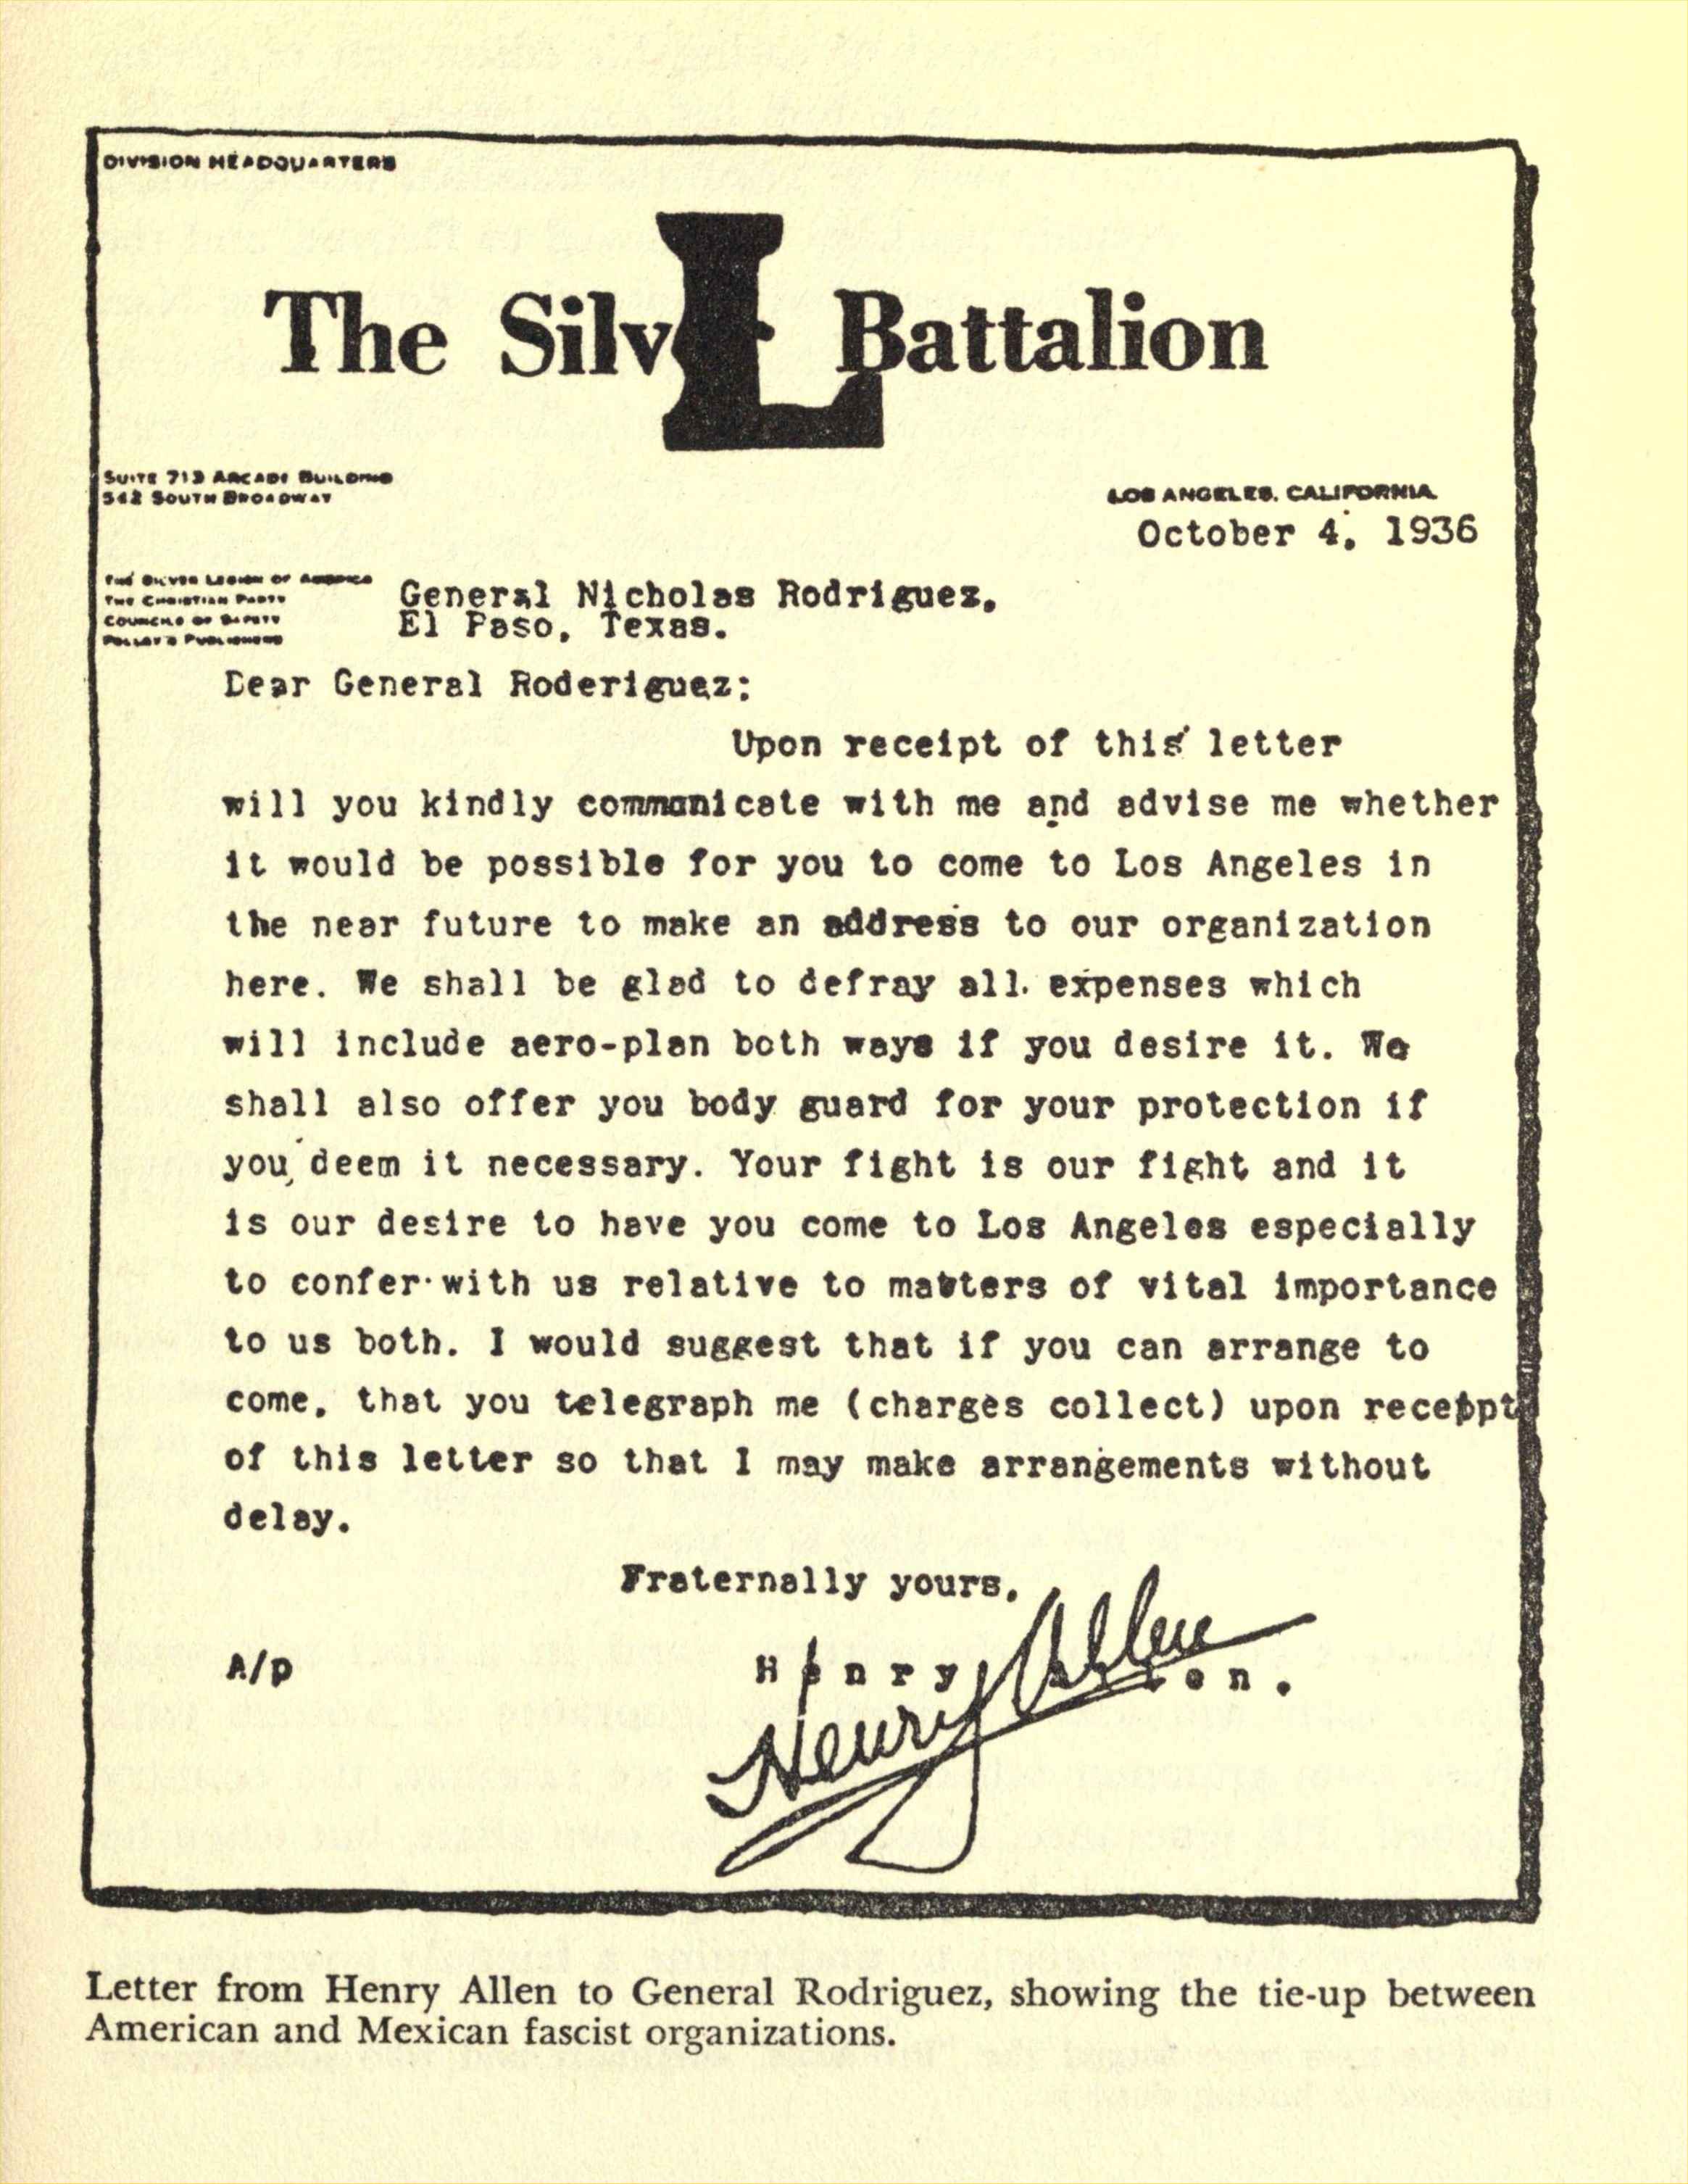 DIVISION HEADQUARTERS
The Silv L Battalion
SUITE 713 ARCADE BUILDING
542 SOUTH BROADWAY
LOS ANGELES, CALIFORNIA
October 4, 1936
THE SILVER LEGION OF AMERICA
THE CHRISTIAN PARTY
COUNCILS OF SAFETY
PELLEY'S PUBLISHERS
General Nicholas Rodriguez,
El Paso, Texas.
Dear General Roderiguez:
Upon receipt of this letter
will you kindly communicate with me and advise me whether
it would be possible for you to come to Los Angeles in
the near future to make an address to our organization
here. We shall be glad to defray all expenses which
will include aero-plan both ways if you desire it. We
shall also offer you body guard for your protection if
you deem it necessary. Your fight is our fight and it
is our desire to have you come to Los Angeles especially
to confer with us relative to matters of vital importance
to us both. I would suggest that if you can arrange to
come, that you telegraph me (charges collect) upon receipt
of this letter so that I may make arrangements without
delay.
Fraternally yours,
A/p
Henry Allen.
Henry Allen
Letter from Henry Allen to General Rodriguez, showing the tie-up between
American and Mexican fascist organizations.